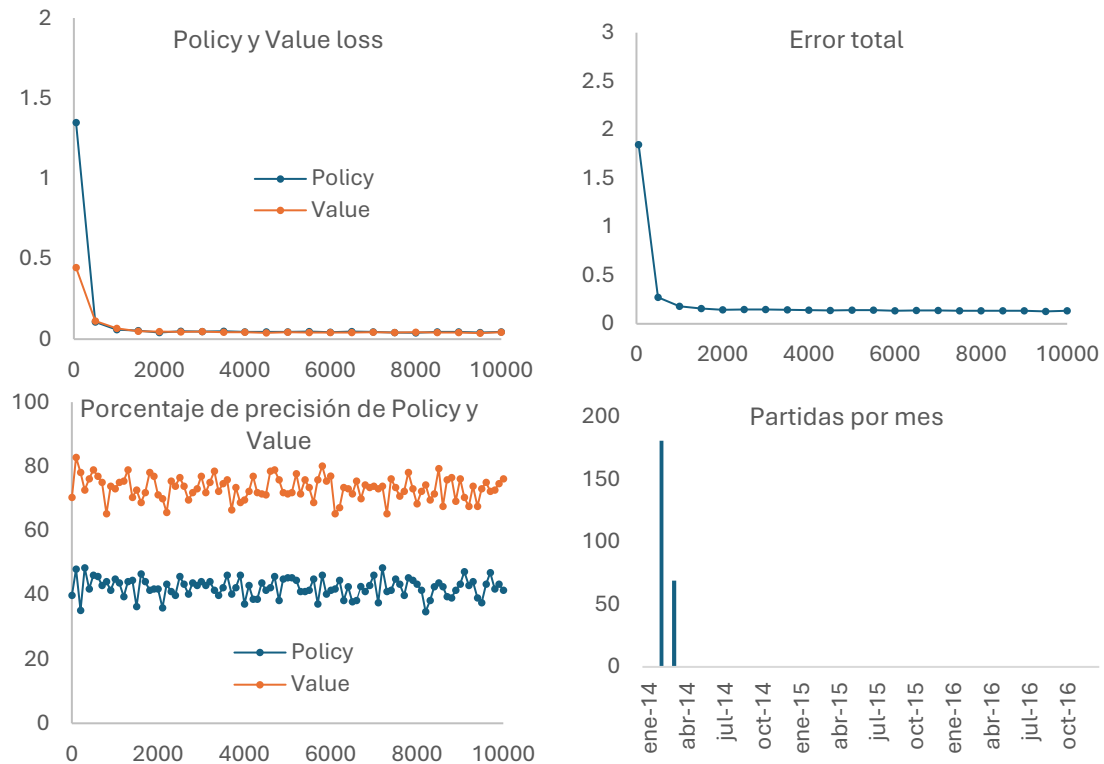 Policy y Value loss
2
1.5
1
0.5
0
Policy
Value
0 2000 4000 6000 8000 10000
Error total
3
2.5
2
1.5
1
0.5
0
0 2000 4000 6000 8000 10000
Porcentaje de precisión de Policy y
Value
100
80
60
40
20
0
Policy
Value
0 2000 4000 6000 8000 10000
Partidas por mes
200
150
100
50
0
ene-14
abr-14
jul-14
oct-14
ene-15
abr-15
jul-15
oct-15
ene-16
abr-16
jul-16
oct-16